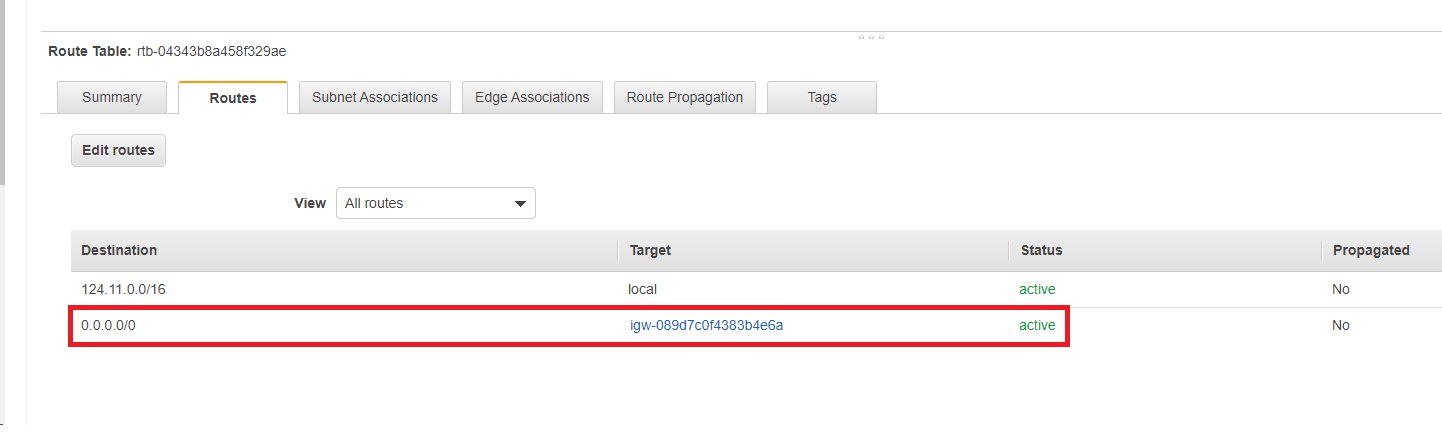 Route Table: rtb-04343b8a458f329ae
Summary Routes Subnet Associations Edge Associations Route Propagation Tags
Edit routes
View All routes
Destination Target Status Propagated
124.11.0.0/16 local active No
0.0.0.0/0 igw-089d7c0f4383b4e6a active No